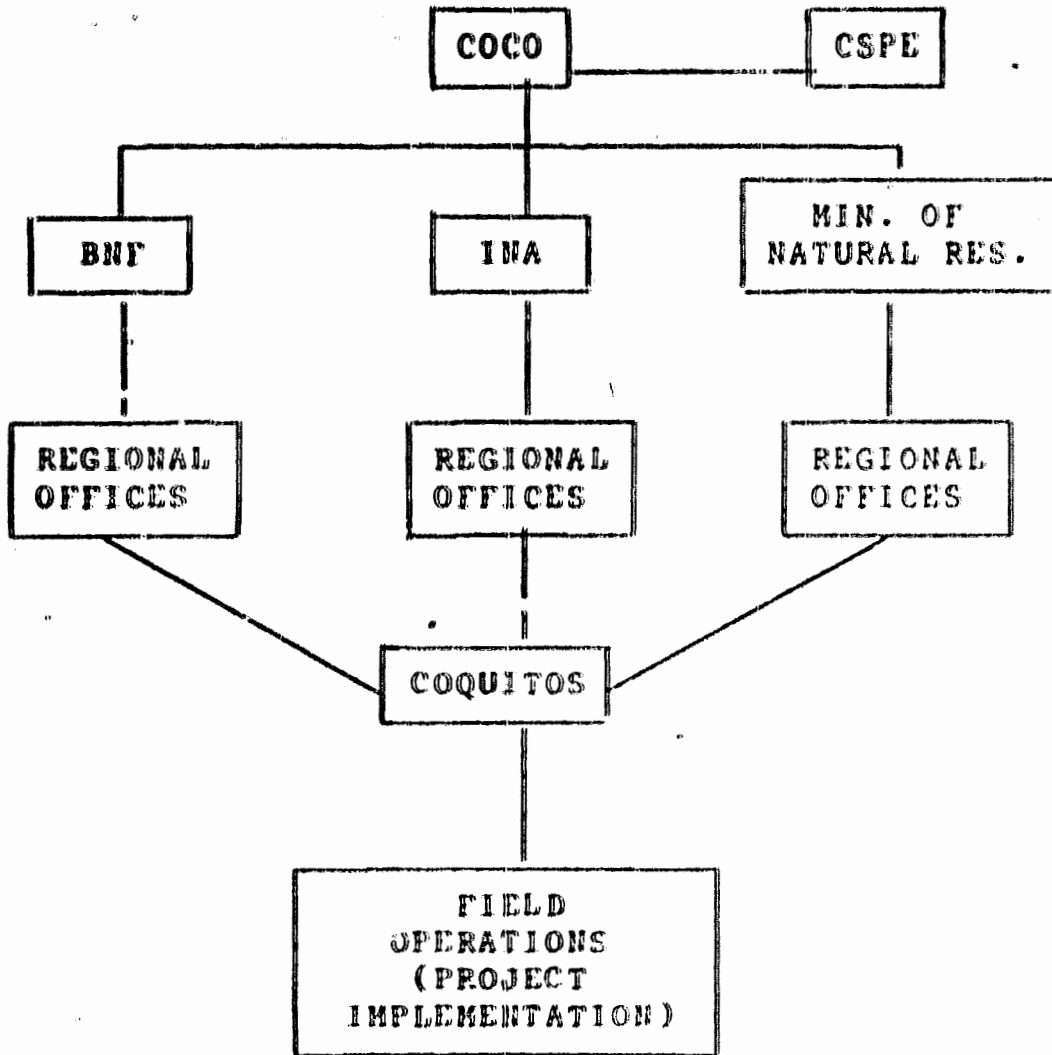 COCO
CSPE
BNF
INA
MIN. OF
NATURAL RES.
REGIONAL
OFFICES
REGIONAL
OFFICES
REGIONAL
OFFICES
COQUITOS
FIELD
OPERATIONS
(PROJECT
IMPLEMENTATION)